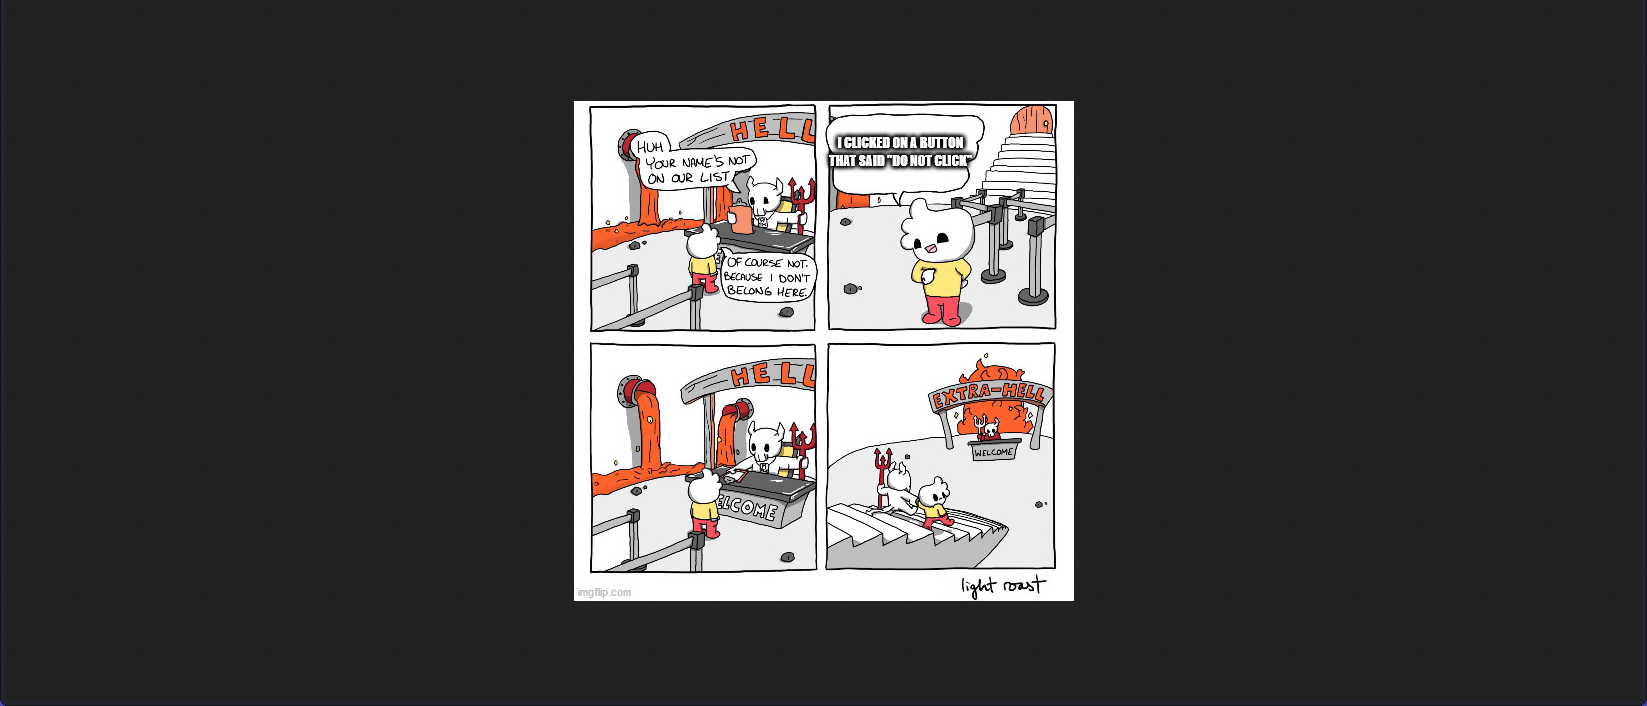 HUH
YOUR NAME'S NOT
ON OUR LIST
HELL
OF COURSE NOT.
BECAUSE I DON'T
BELONG HERE.
I CLICKED ON A BUTTON
THAT SAID "DO NOT CLICK"
HELL
ELCOME
EXTRA-HELL
WELCOME
light roast
imgflip.com